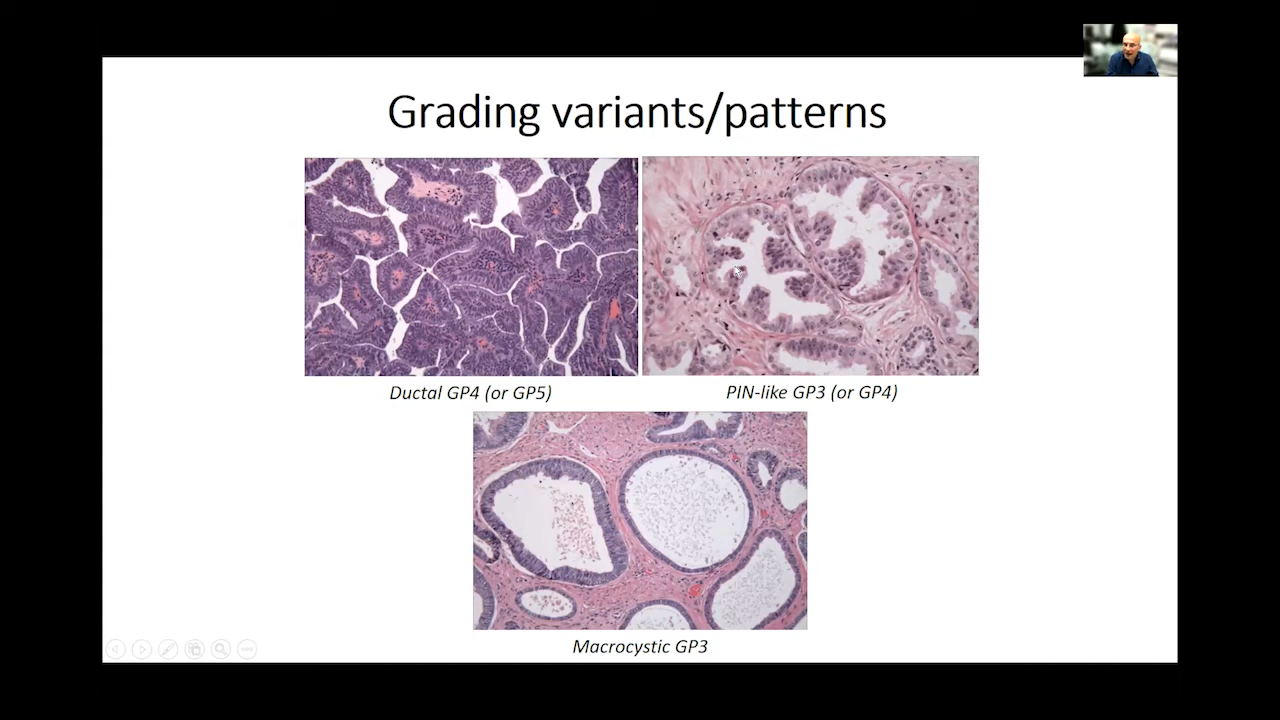 Grading variants/patterns
Ductal GP4 (or GP5)
PIN-like GP3 (or GP4)
Macrocystic GP3